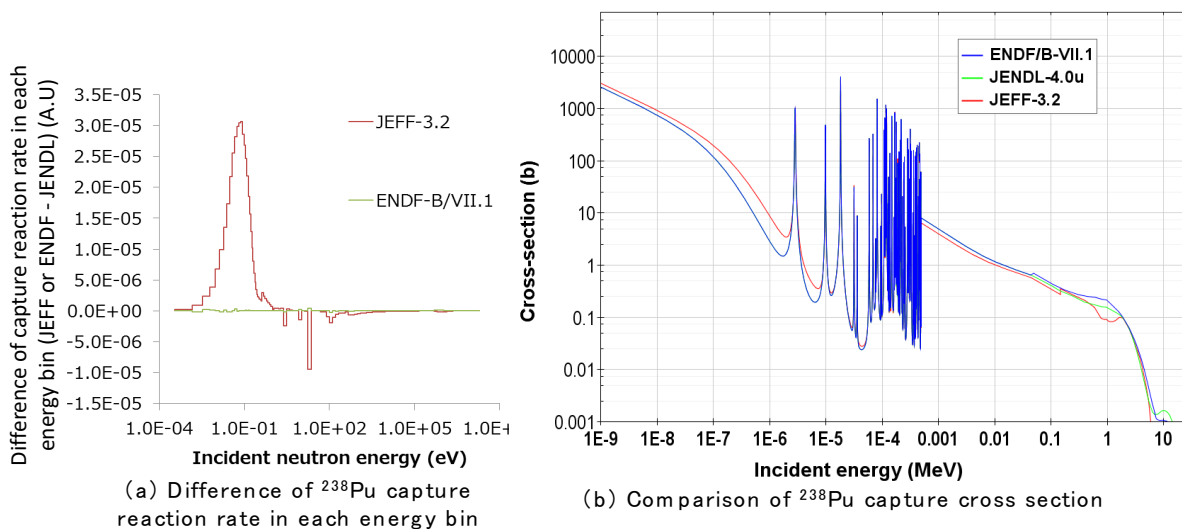 Difference of capture reaction rate in each
energy bin (JEFF or ENDF - JENDL) (A.U)
3.5E-05
3.0E-05
2.5E-05
2.0E-05
1.5E-05
1.0E-05
5.0E-06
0.0E+00
-5.0E-06
-1.0E-05
-1.5E-05
JEFF-3.2
ENDF-B/VII.1
1.0E-04 1.0E-01 1.0E+02 1.0E+05 1.0E+
Incident neutron energy (eV)
(a) Difference of ²³⁸Pu capture
reaction rate in each energy bin
Cross-section (b)
10000
1000
100
10
1
0.1
0.01
0.001
ENDF/B-VII.1
JENDL-4.0u
JEFF-3.2
1E-9 1E-8 1E-7 1E-6 1E-5 1E-4 0.001 0.01 0.1 1 10
Incident energy (MeV)
(b) Comparison of ²³⁸Pu capture cross section